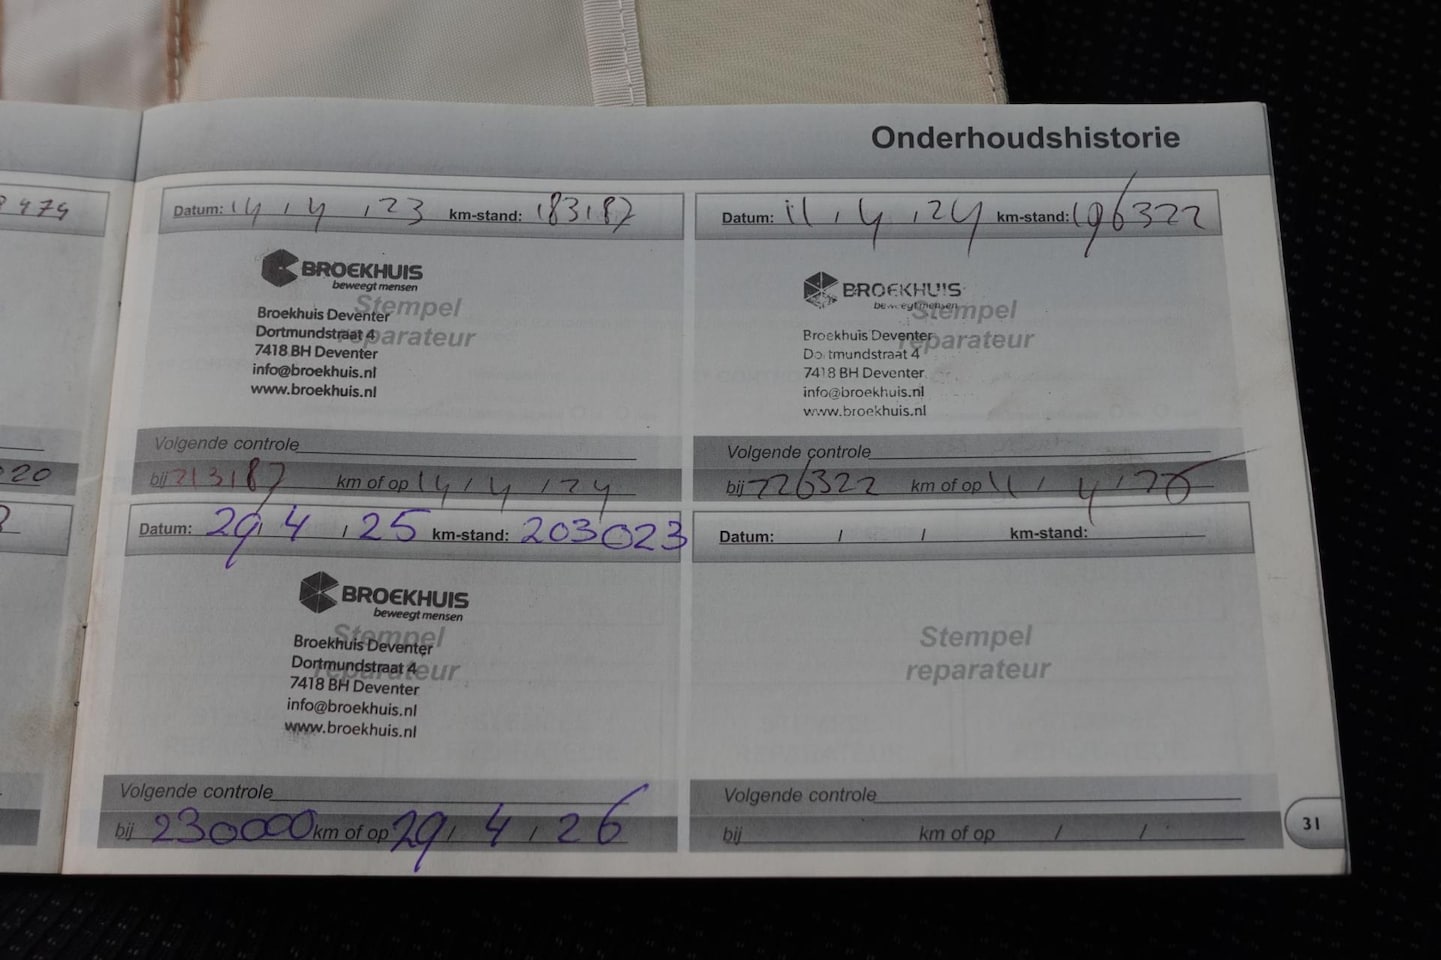 Onderhoudshistorie
Datum: 14 / 4 / 23 km-stand: 183187
BROEKHUIS
beweegt mensen
Stempel
reparateur
Broekhuis Deventer
Dortmundstraat 4
7418 BH Deventer
info@broekhuis.nl
www.broekhuis.nl
Volgende controle
bij 213187 km of op 14 / 4 / 24
Datum: 11 / 4 / 24 km-stand: 196322
BROEKHUIS
beweegt mensen
Stempel
reparateur
Broekhuis Deventer
Dortmundstraat 4
7418 BH Deventer
info@broekhuis.nl
www.broekhuis.nl
Volgende controle
bij 226322 km of op 11 / 4 / 26
Datum: 29 / 4 / 25 km-stand: 203023
BROEKHUIS
beweegt mensen
Stempel
reparateur
Broekhuis Deventer
Dortmundstraat 4
7418 BH Deventer
info@broekhuis.nl
www.broekhuis.nl
Volgende controle
bij 230000 km of op 29 / 4 / 26
Datum: / / km-stand:
Stempel
reparateur
Volgende controle
bij km of op / /
31